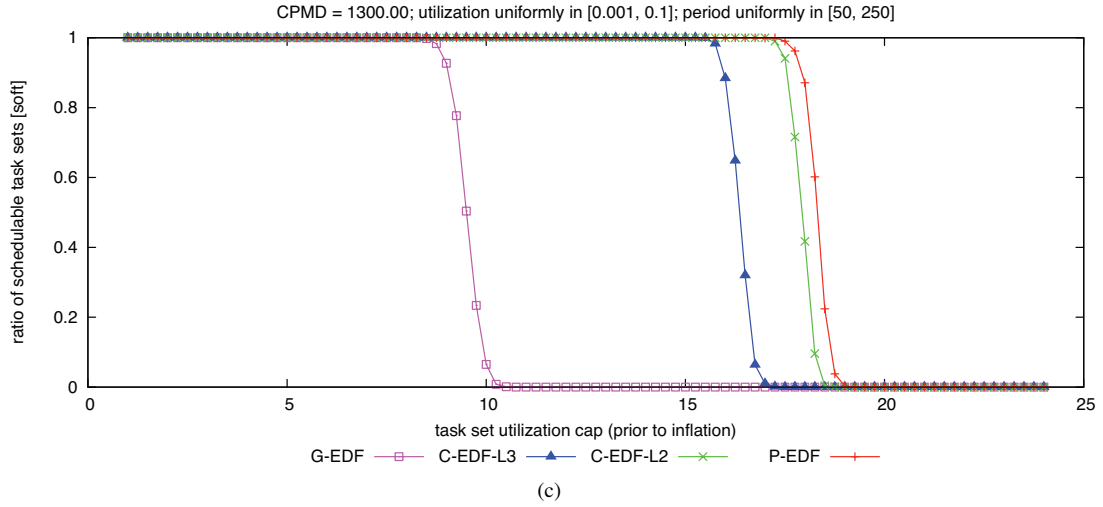 CPMD = 1300.00; utilization uniformly in [0.001, 0.1]; period uniformly in [50, 250]
ratio of schedulable task sets [soft]
1
0.8
0.6
0.4
0.2
0
0 5 10 15 20 25
task set utilization cap (prior to inflation)
G-EDF C-EDF-L3 C-EDF-L2 P-EDF
(c)